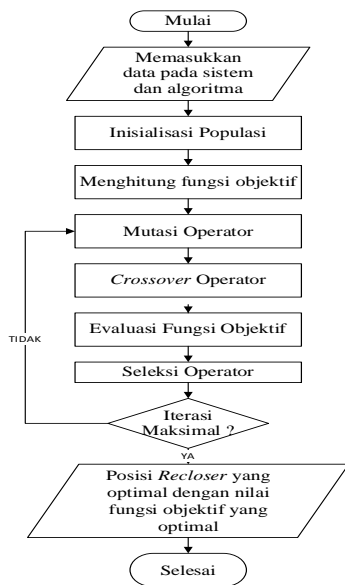 Mulai
Memasukkan
data pada sistem
dan algoritma
Inisialisasi Populasi
Menghitung fungsi objektif
Mutasi Operator
Crossover Operator
Evaluasi Fungsi Objektif
TIDAK
Seleksi Operator
Iterasi
Maksimal ?
YA
Posisi Recloser yang
optimal dengan nilai
fungsi objektif yang
optimal
Selesai